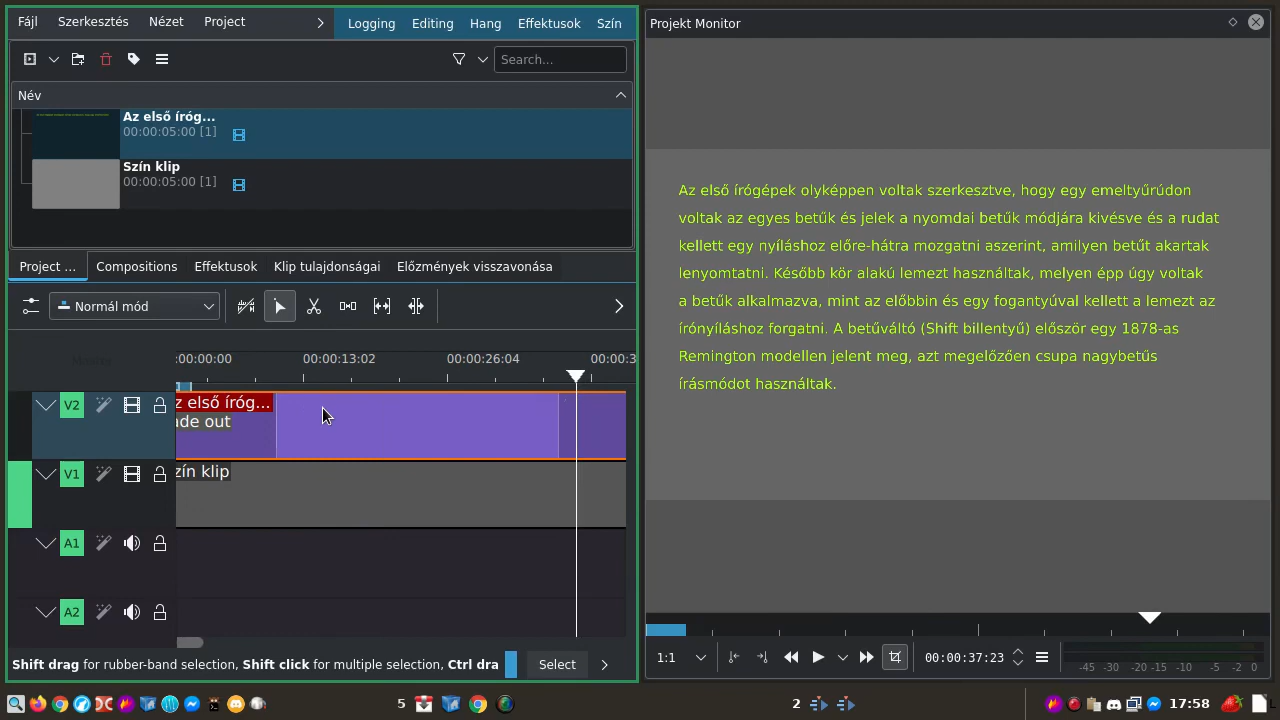 Fájl Szerkesztés Nézet Project Logging Editing Hang Effektusok Szín
Search...
Név
Az első íróg...
00:00:05:00 [1]
Szín klip
00:00:05:00 [1]
Project ... Compositions Effektusok Klip tulajdonságai Előzmények visszavonása
Normál mód
Master
:00:00:00 00:00:13:02 00:00:26:04 00:00:3
V2 z első íróg...
ade out
V1 zín klip
A1
A2
Shift drag for rubber-band selection, Shift click for multiple selection, Ctrl dra Select
Projekt Monitor
Az első írógépek olyképpen voltak szerkesztve, hogy egy emeltyűrúdon
voltak az egyes betűk és jelek a nyomdai betűk módjára kivésve és a rudat
kellett egy nyíláshoz előre-hátra mozgatni aszerint, amilyen betűt akartak
lenyomtatni. Később kör alakú lemezt használtak, melyen épp úgy voltak
a betűk alkalmazva, mint az előbbin és egy fogantyúval kellett a lemezt az
írónyíláshoz forgatni. A betűváltó (Shift billentyű) először egy 1878-as
Remington modellen jelent meg, azt megelőzően csupa nagybetűs
írásmódot használtak.
1:1 00:00:37:23
-45 -30 -20 -15 -10 -5 -2 0
5 2 17:58